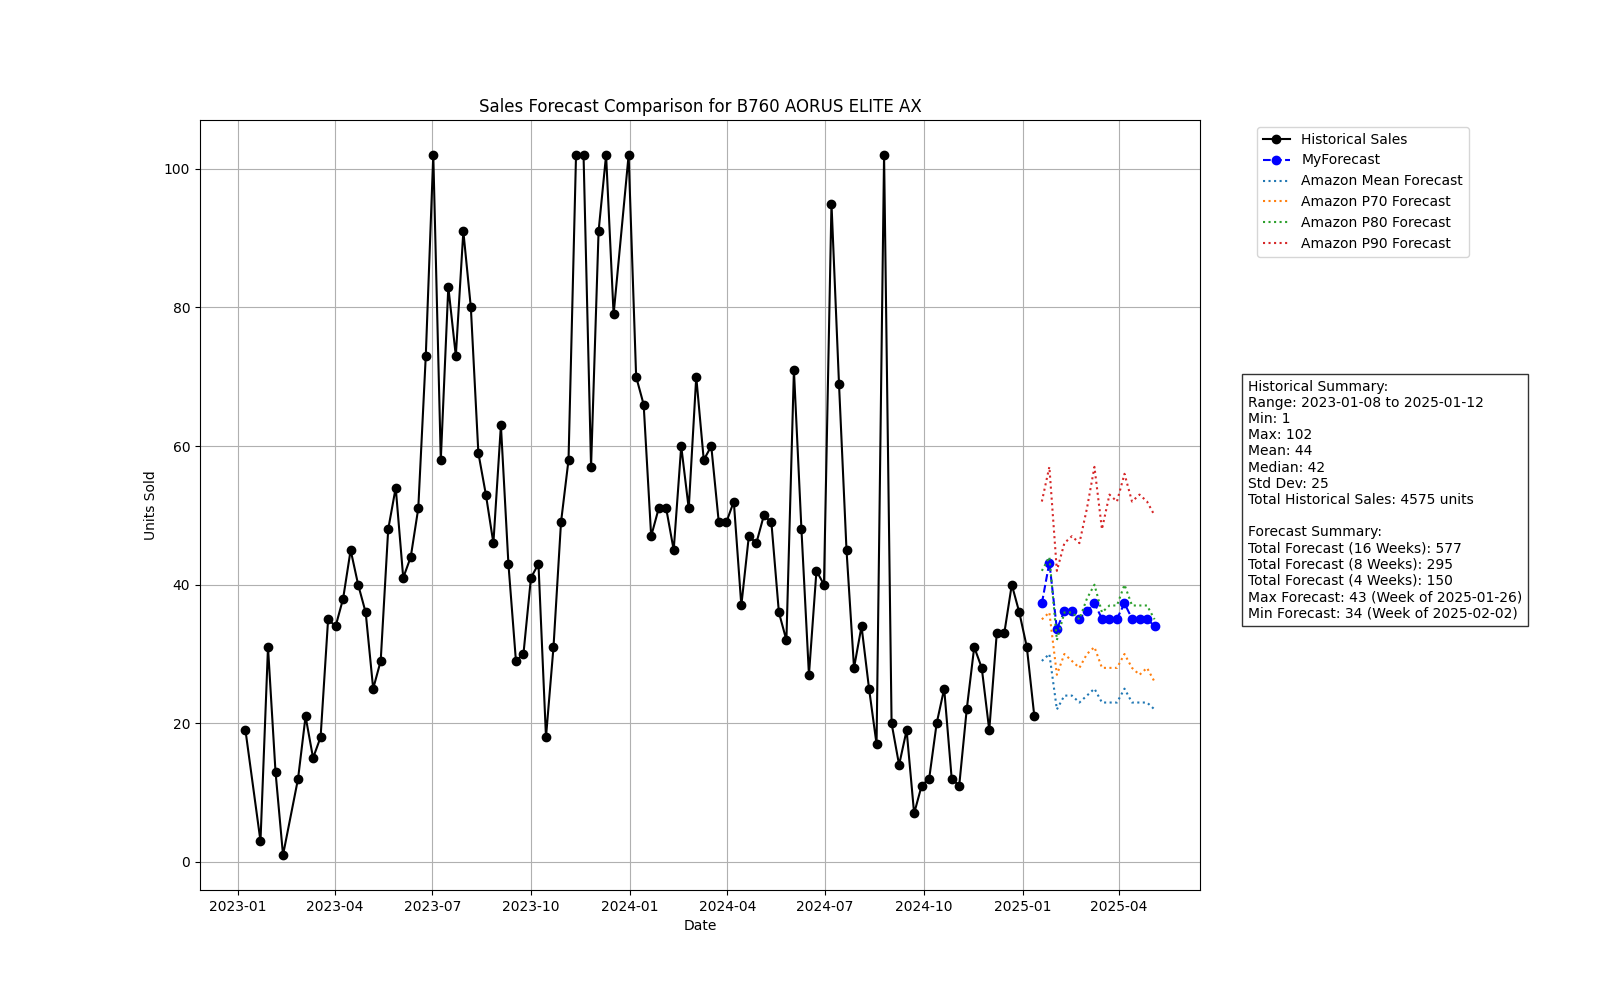 Sales Forecast Comparison for B760 AORUS ELITE AX
Historical Sales
MyForecast
Amazon Mean Forecast
Amazon P70 Forecast
Amazon P80 Forecast
Amazon P90 Forecast
Units Sold
100
80
60
40
20
0
2023-01
2023-04
2023-07
2023-10
2024-01
2024-04
2024-07
2024-10
2025-01
2025-04
Date
Historical Summary:
Range: 2023-01-08 to 2025-01-12
Min: 1
Max: 102
Mean: 44
Median: 42
Std Dev: 25
Total Historical Sales: 4575 units
Forecast Summary:
Total Forecast (16 Weeks): 577
Total Forecast (8 Weeks): 295
Total Forecast (4 Weeks): 150
Max Forecast: 43 (Week of 2025-01-26)
Min Forecast: 34 (Week of 2025-02-02)